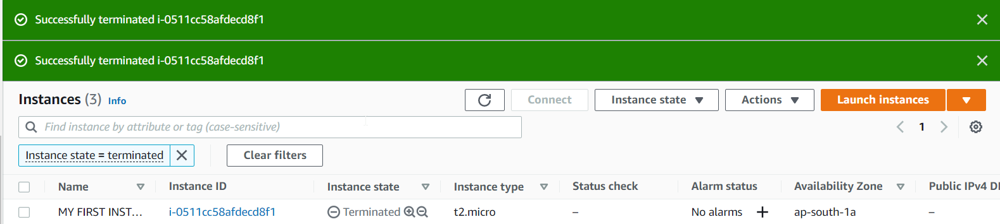 Successfully terminated i-0511cc58afdecd8f1
Successfully terminated i-0511cc58afdecd8f1
Instances (3) Info Connect Instance state Actions Launch instances
Find instance by attribute or tag (case-sensitive) 1
Instance state = terminated Clear filters
Name Instance ID Instance state Instance type Status check Alarm status Availability Zone Public IPv4
MY FIRST INST... i-0511cc58afdecd8f1 Terminated t2.micro – No alarms + ap-south-1a –